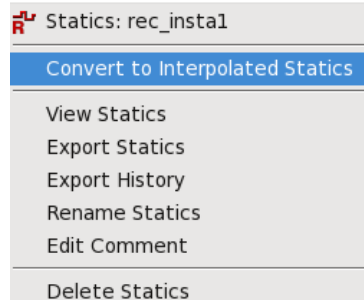 R Statics: rec_insta1
Convert to Interpolated Statics
View Statics
Export Statics
Export History
Rename Statics
Edit Comment
Delete Statics